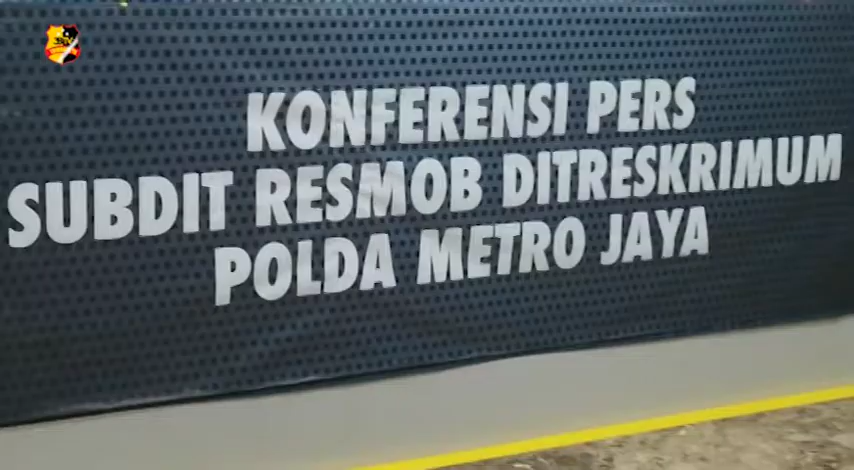 KONFERENSI PERS
SUBDIT RESMOB DITRESKRIMUM
POLDA METRO JAYA